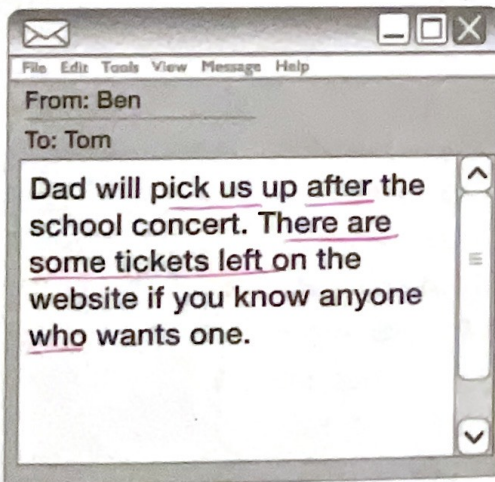 File Edit Tools View Message Help
From: Ben
To: Tom
Dad will pick us up after the
school concert. There are
some tickets left on the
website if you know anyone
who wants one.